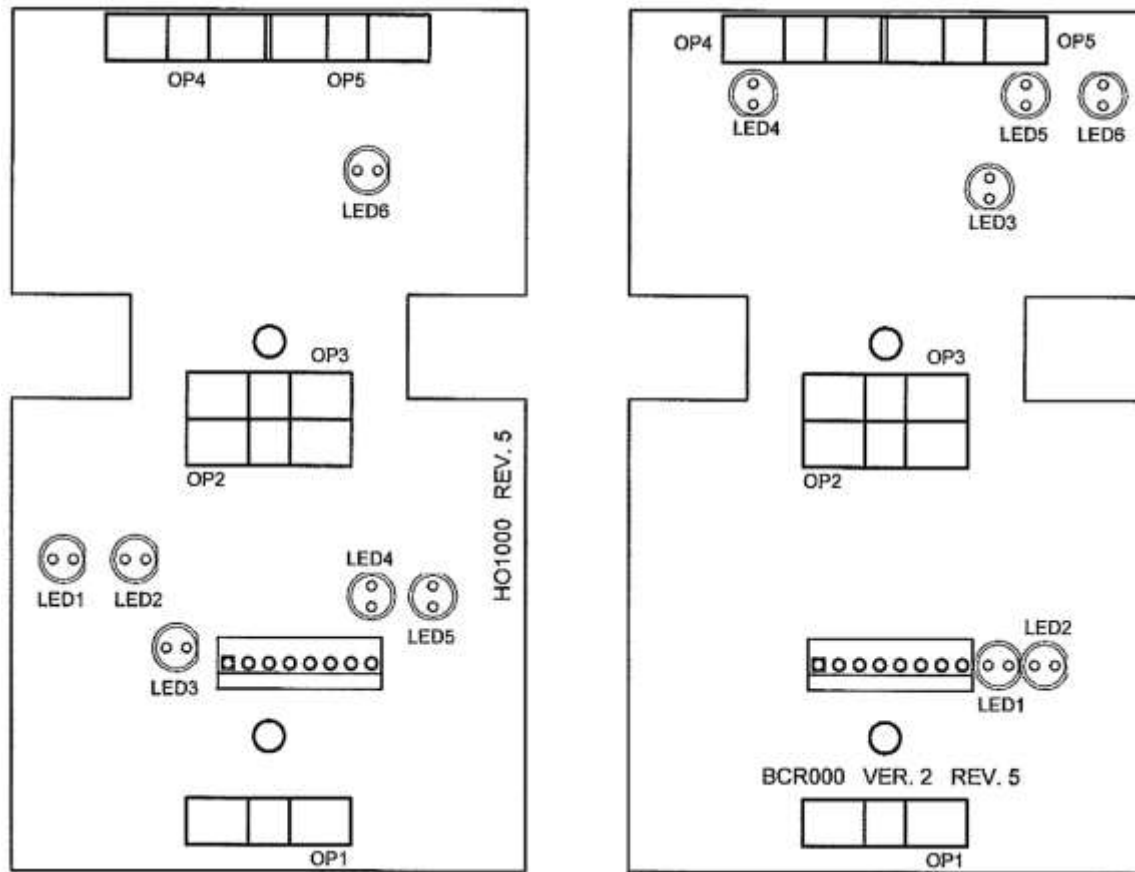 OP4
OP5
LED6
OP3
OP2
HO1000 REV. 5
LED1
LED2
LED4
LED5
LED3
OP1
OP4
OP5
LED4
LED5
LED6
LED3
OP3
OP2
LED2
LED1
BCR000 VER. 2 REV. 5
OP1